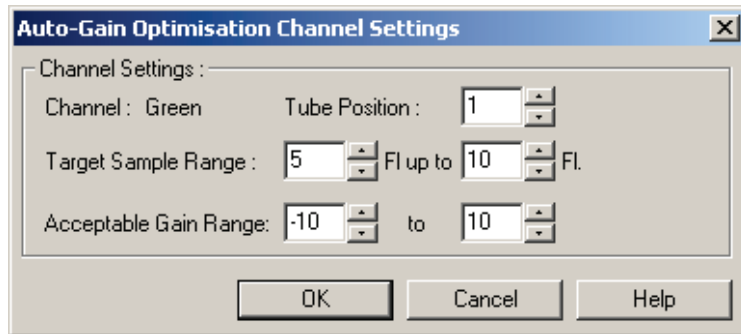 Auto-Gain Optimisation Channel Settings
Channel Settings :
Channel : Green Tube Position : 1
Target Sample Range : 5 Fl up to 10 Fl.
Acceptable Gain Range: -10 to 10
OK Cancel Help